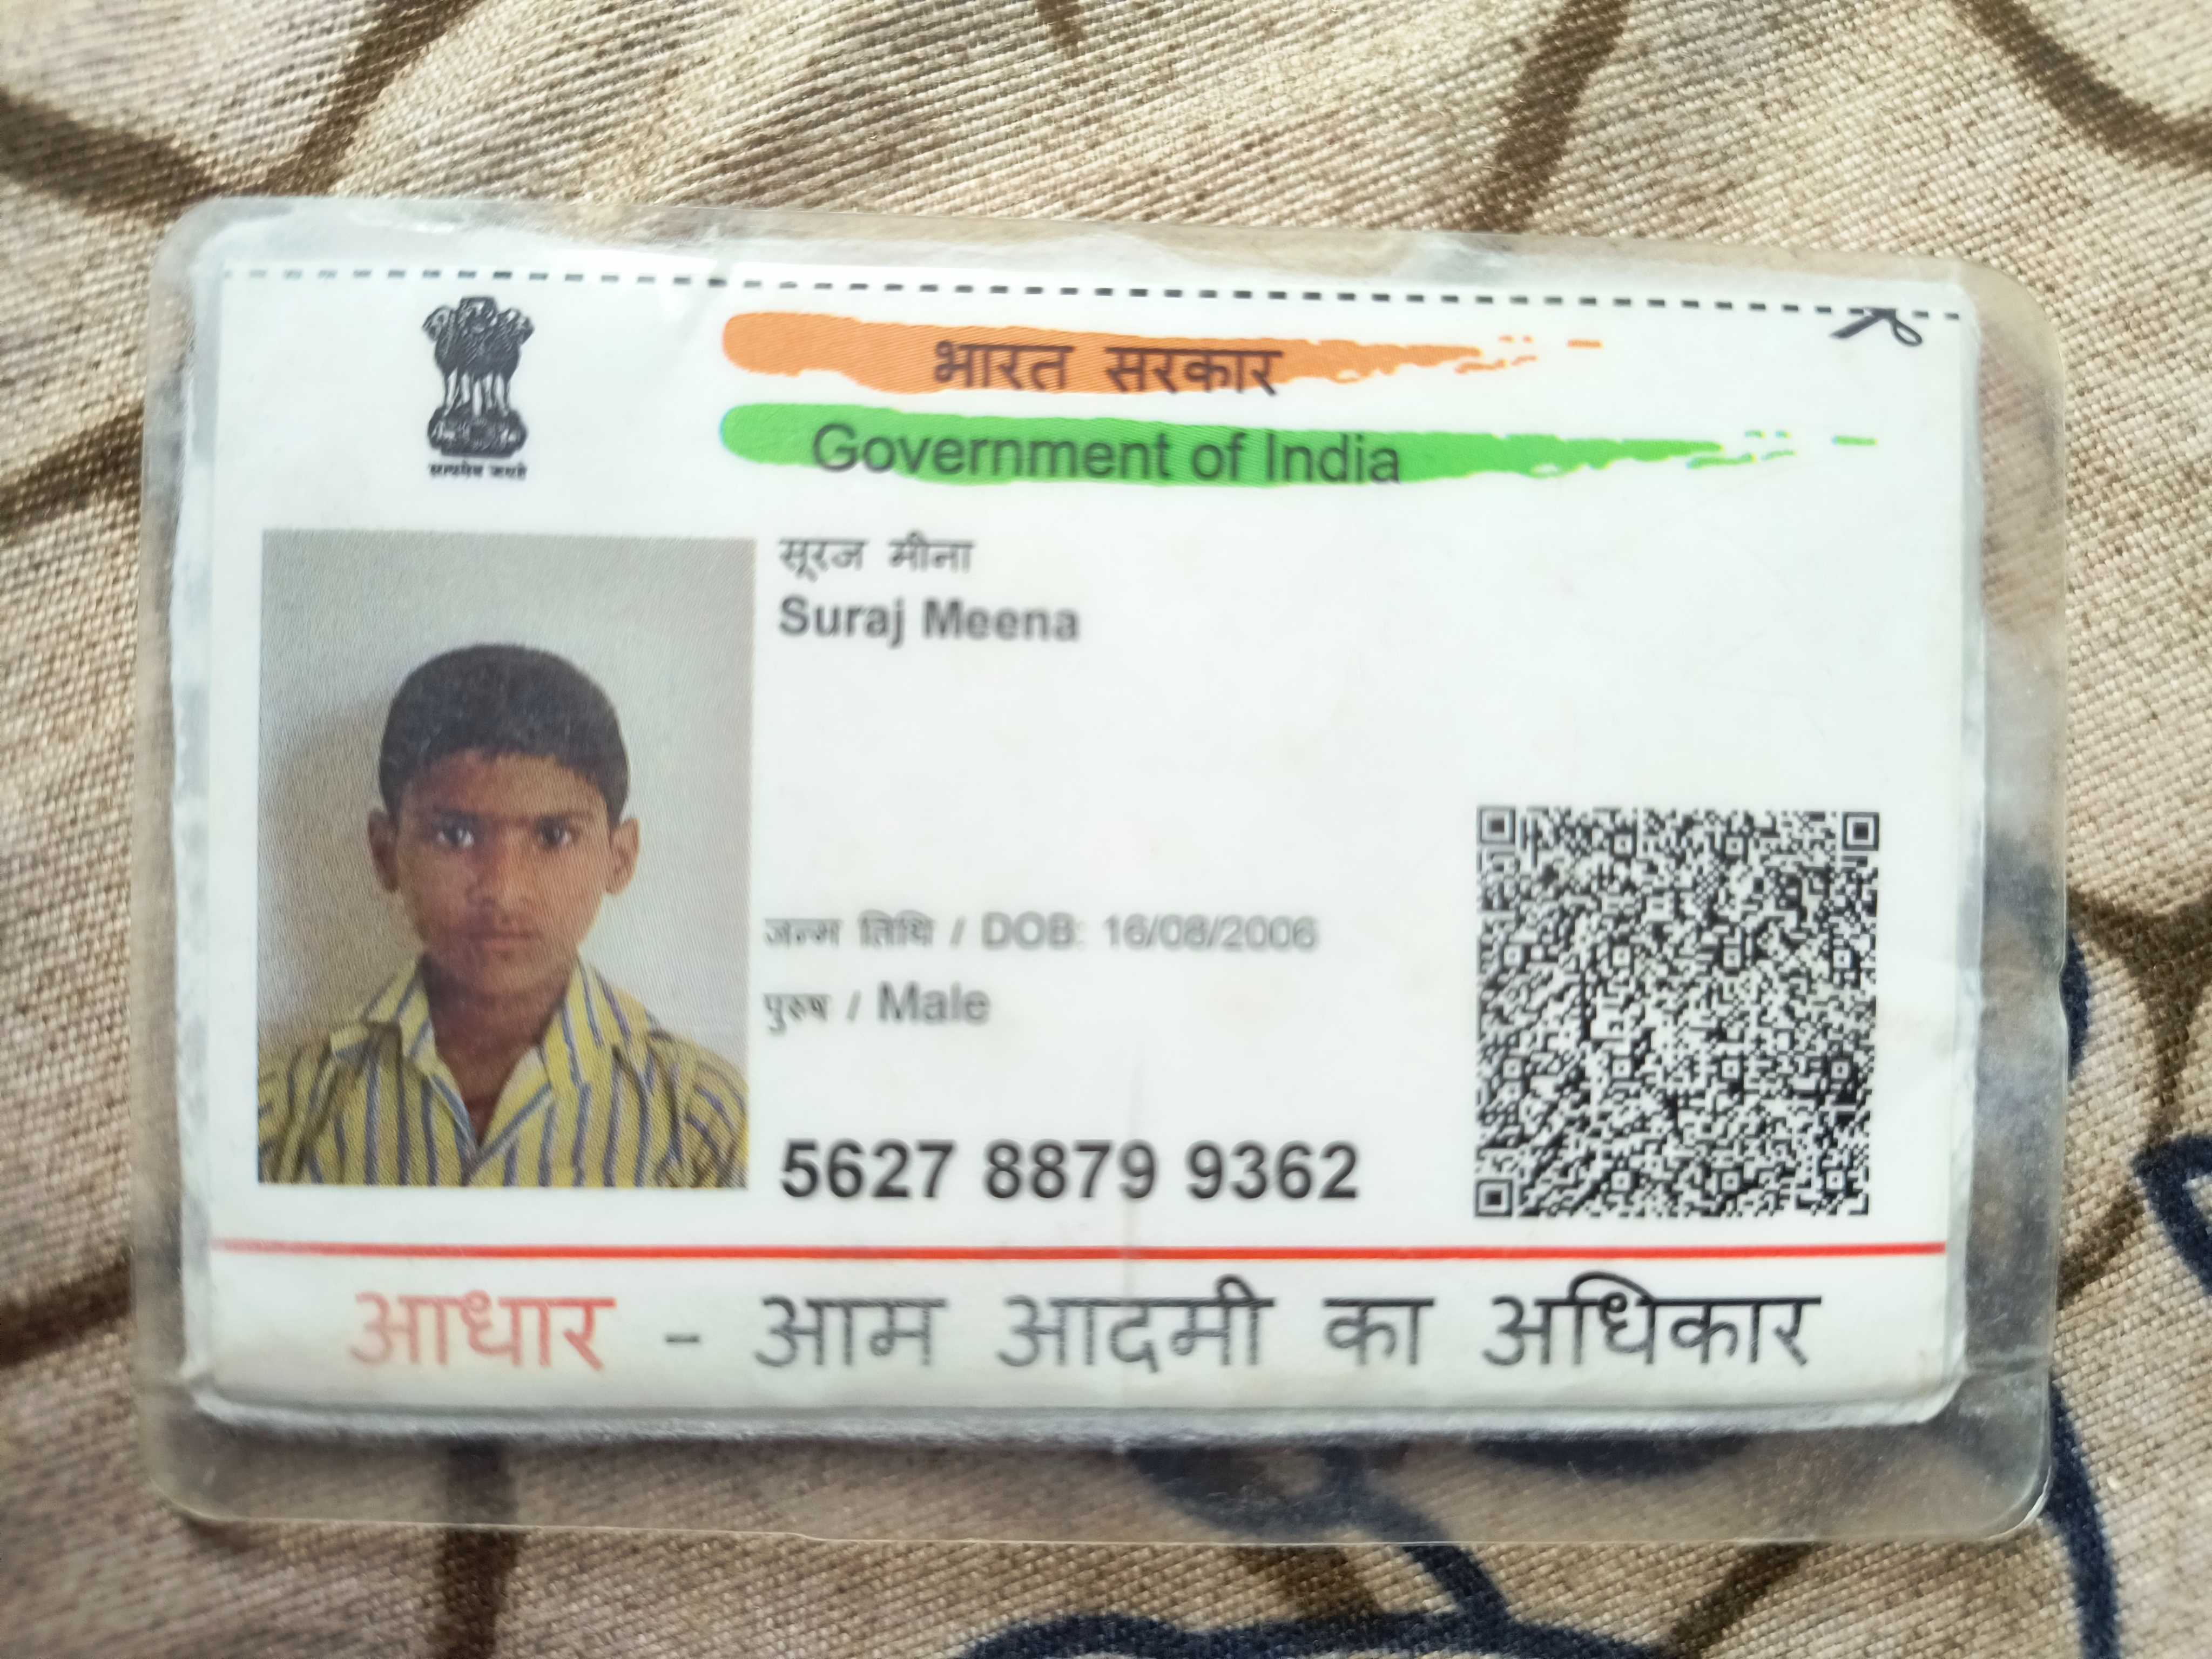 भारत सरकार
Government of India
सत्यमेव जयते
सूरज मीना
Suraj Meena
जन्म तिथि / DOB: 16/08/2006
पुरुष / Male
5627 8879 9362
आधार - आम आदमी का अधिकार